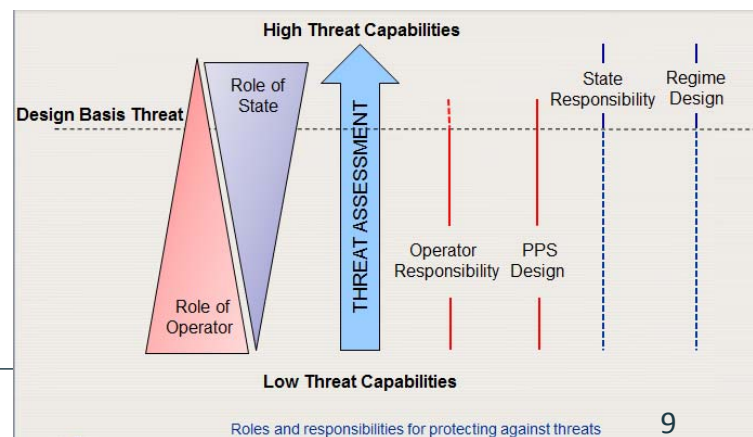 High Threat Capabilities
Role of
State
State
Responsibility
Regime
Design
Design Basis Threat
THREAT ASSESSMENT
Operator
Responsibility
PPS
Design
Role of
Operator
Low Threat Capabilities
Roles and responsibilities for protecting against threats
9